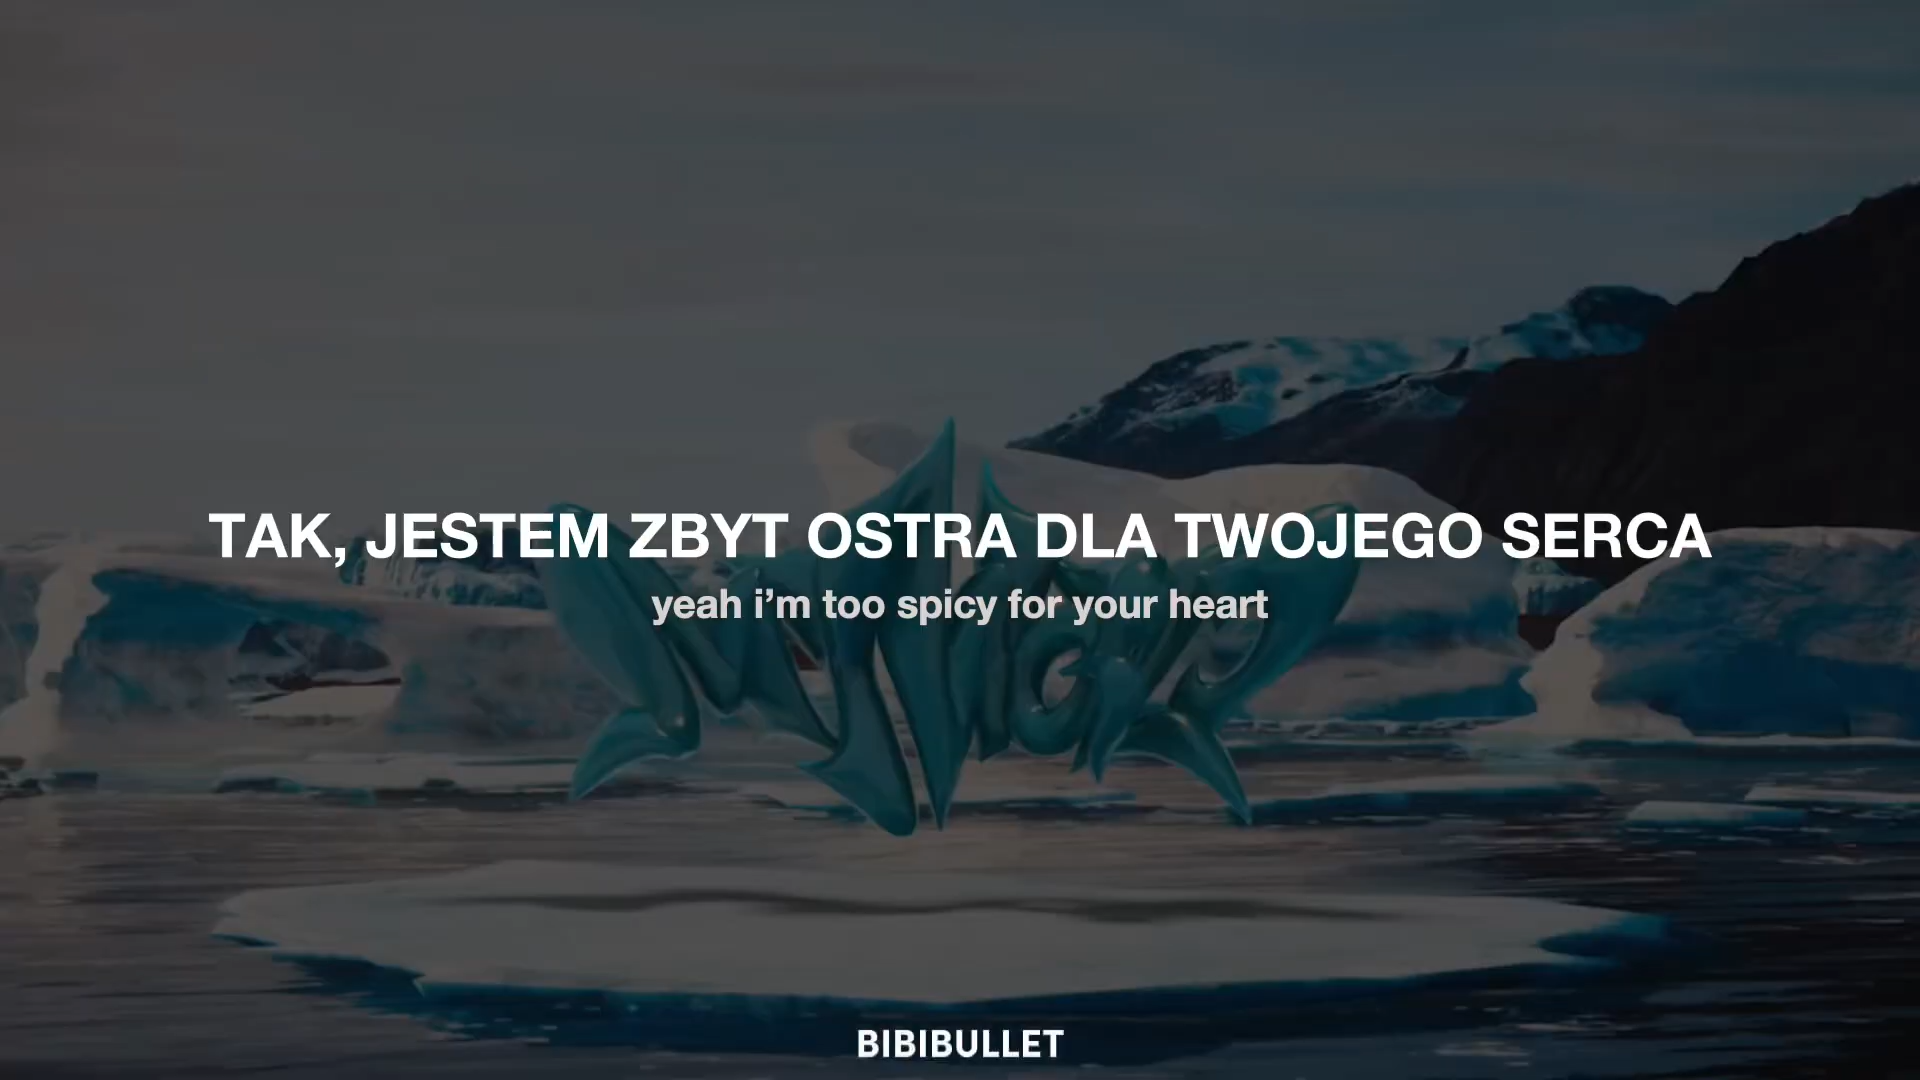 TAK, JESTEM ZBYT OSTRA DLA TWOJEGO SERCA
yeah i’m too spicy for your heart
BIBIBULLET